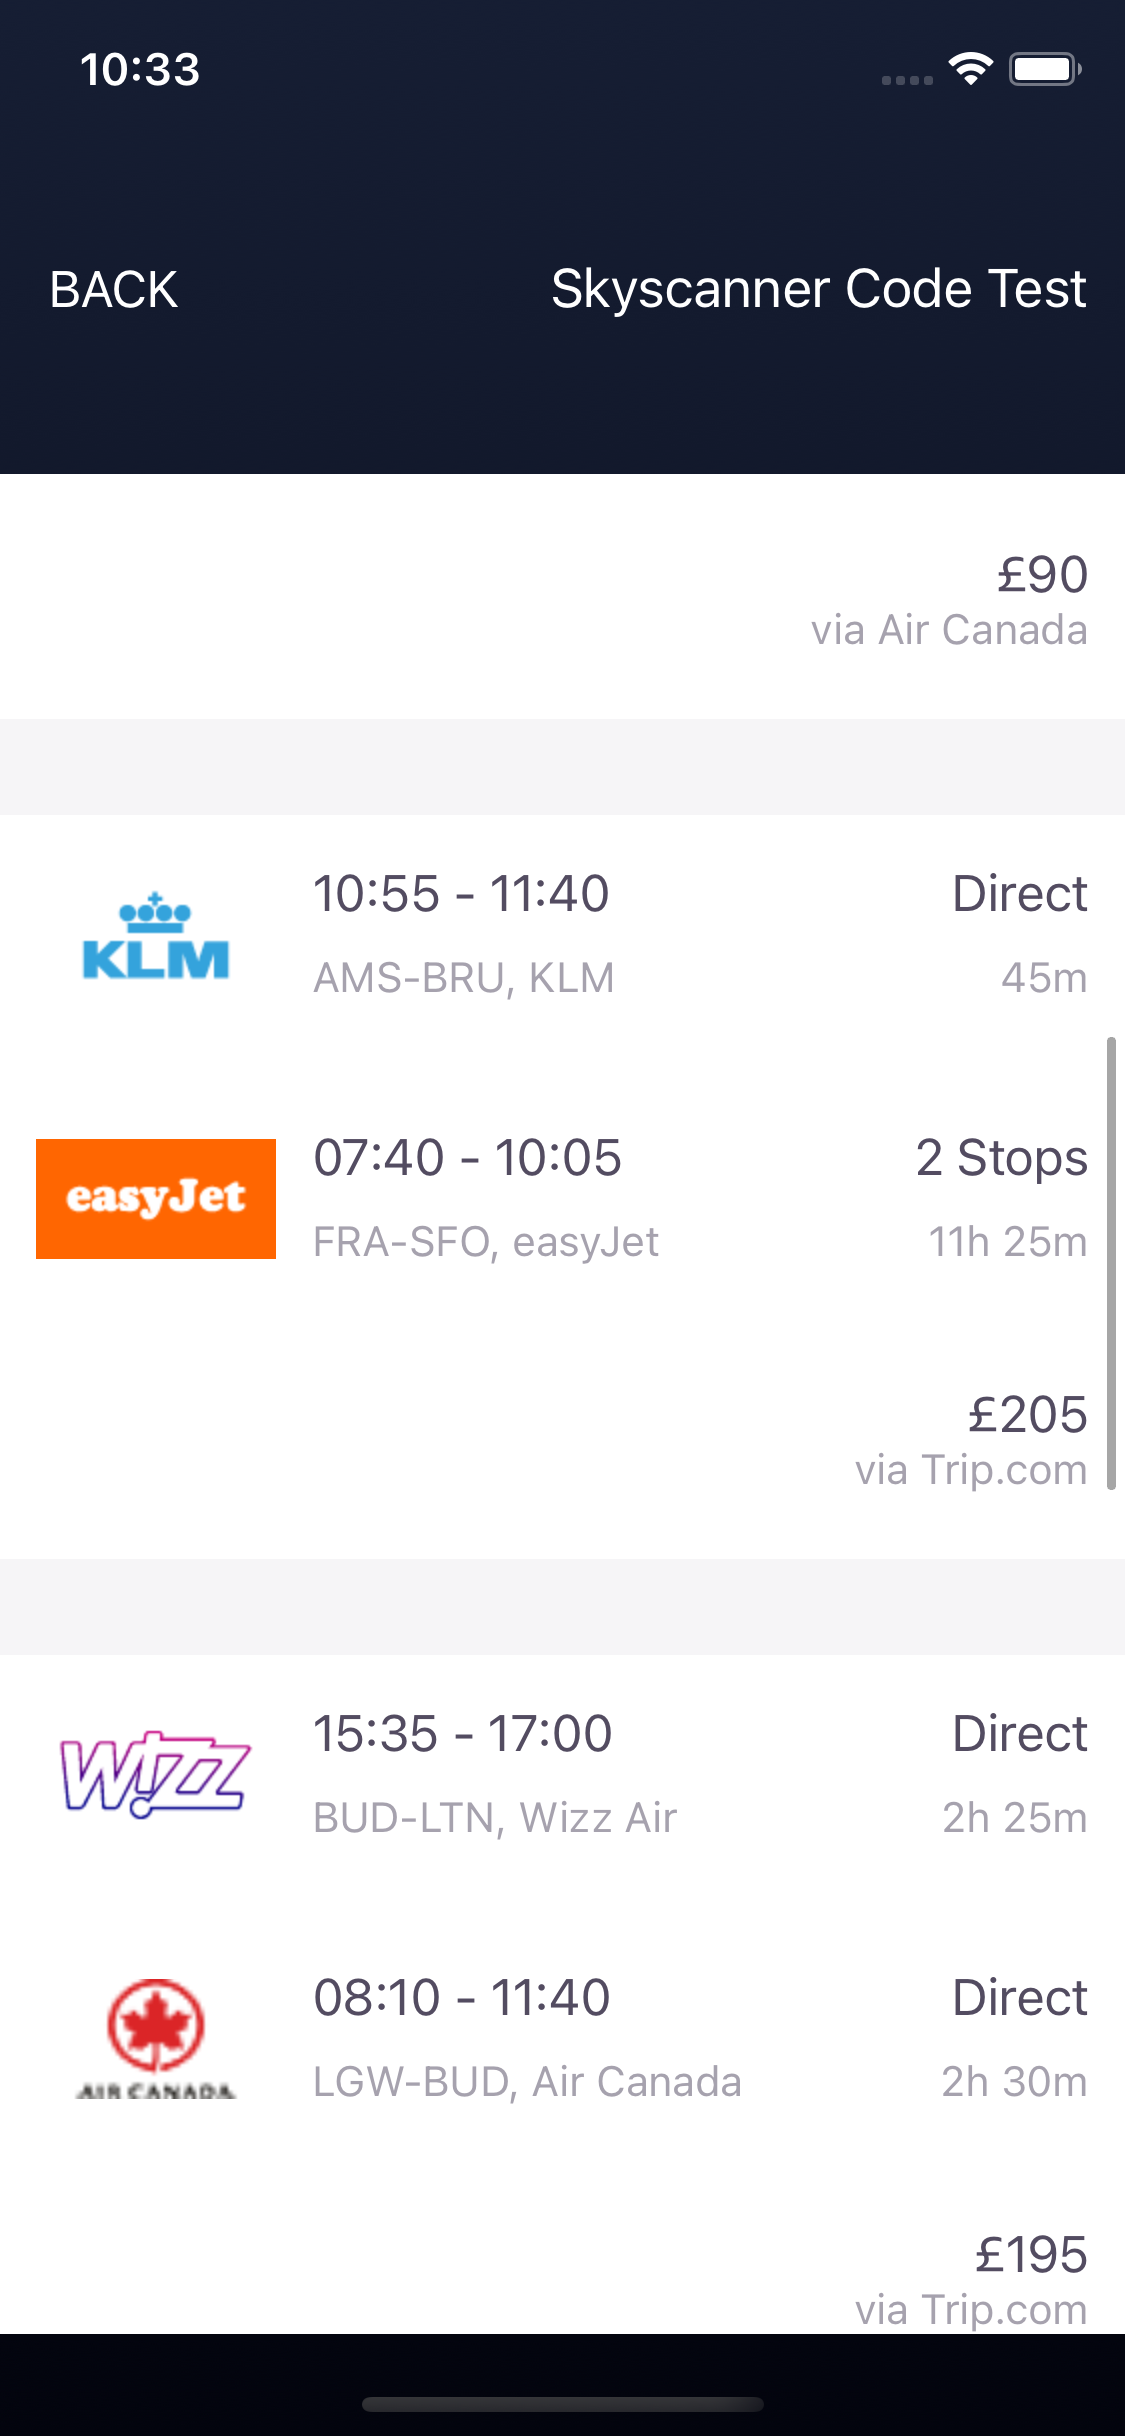 10:33
BACK Skyscanner Code Test
£90
via Air Canada
KLM
10:55 - 11:40 Direct
AMS-BRU, KLM 45m
easyJet
07:40 - 10:05 2 Stops
FRA-SFO, easyJet 11h 25m
£205
via Trip.com
Wizz
15:35 - 17:00 Direct
BUD-LTN, Wizz Air 2h 25m
08:10 - 11:40 Direct
AIR CANADA
LGW-BUD, Air Canada 2h 30m
£195
via Trip.com